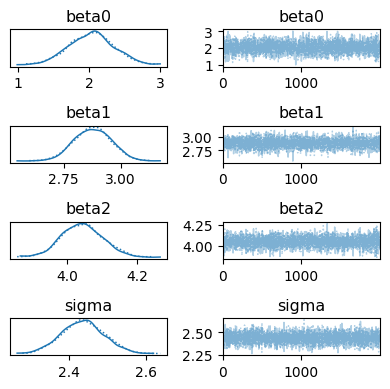 beta0 beta0
3
2
1
1 2 3 0 1000
beta1 beta1
3.00
2.75
2.75 3.00 0 1000
beta2 beta2
4.25
4.00
4.0 4.2 0 1000
sigma sigma
2.50
2.25
2.4 2.6 0 1000